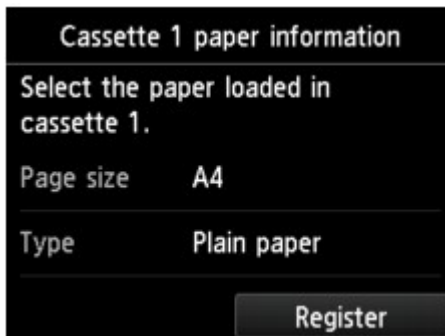 Cassette 1 paper information
Select the paper loaded in
cassette 1.
Page size A4
Type Plain paper
Register